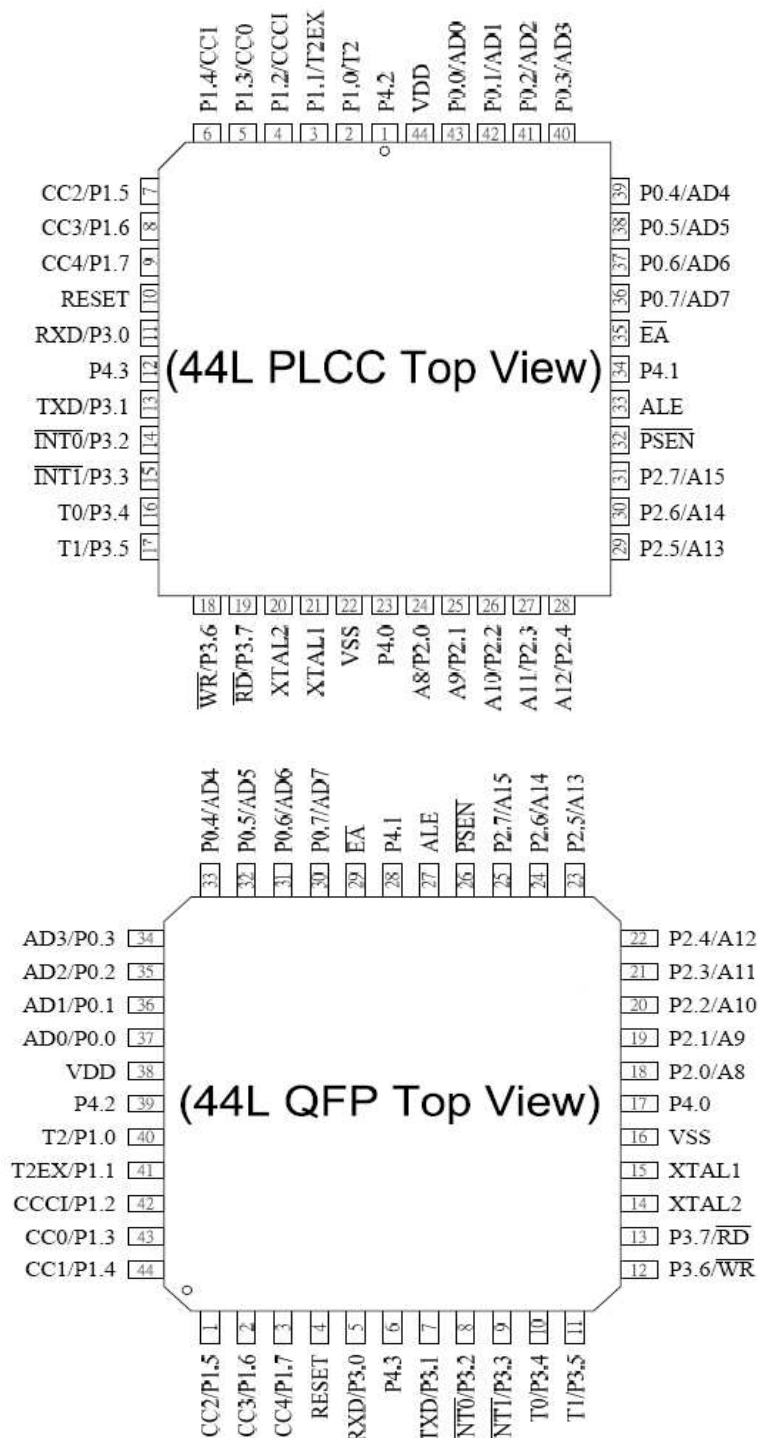 P1.4/CC1
P1.3/CC0
P1.2/CCCI
P1.1/T2EX
P1.0/T2
P4.2
VDD
P0.0/AD0
P0.1/AD1
P0.2/AD2
P0.3/AD3
6 5 4 3 2 1 44 43 42 41 40
CC2/P1.5 7
CC3/P1.6 8
CC4/P1.7 9
RESET 10
RXD/P3.0 11
P4.3 12
TXD/P3.1 13
INT0/P3.2 14
INT1/P3.3 15
T0/P3.4 16
T1/P3.5 17
(44L PLCC Top View)
39 P0.4/AD4
38 P0.5/AD5
37 P0.6/AD6
36 P0.7/AD7
35 EA
34 P4.1
33 ALE
32 PSEN
31 P2.7/A15
30 P2.6/A14
29 P2.5/A13
18 19 20 21 22 23 24 25 26 27 28
WR/P3.6
RD/P3.7
XTAL2
XTAL1
VSS
P4.0
A8/P2.0
A9/P2.1
A10/P2.2
A11/P2.3
A12/P2.4
P0.4/AD4
P0.5/AD5
P0.6/AD6
P0.7/AD7
EA
P4.1
ALE
PSEN
P2.7/A15
P2.6/A14
P2.5/A13
33 32 31 30 29 28 27 26 25 24 23
AD3/P0.3 34
AD2/P0.2 35
AD1/P0.1 36
AD0/P0.0 37
VDD 38
P4.2 39
T2/P1.0 40
T2EX/P1.1 41
CCCI/P1.2 42
CC0/P1.3 43
CC1/P1.4 44
(44L QFP Top View)
22 P2.4/A12
21 P2.3/A11
20 P2.2/A10
19 P2.1/A9
18 P2.0/A8
17 P4.0
16 VSS
15 XTAL1
14 XTAL2
13 P3.7/RD
12 P3.6/WR
1 2 3 4 5 6 7 8 9 10 11
CC2/P1.5
CC3/P1.6
CC4/P1.7
RESET
RXD/P3.0
P4.3
TXD/P3.1
INT0/P3.2
INT1/P3.3
T0/P3.4
T1/P3.5